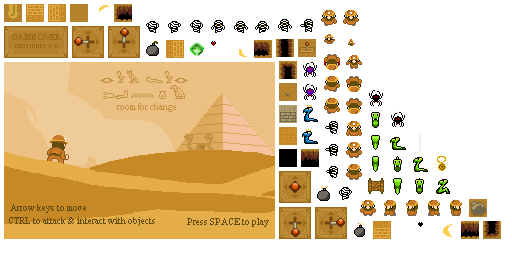 GAME OVER
CONTINUE? Y/N
room for change
Arrow keys to move
CTRL to attack & interact with objects
Press SPACE to play